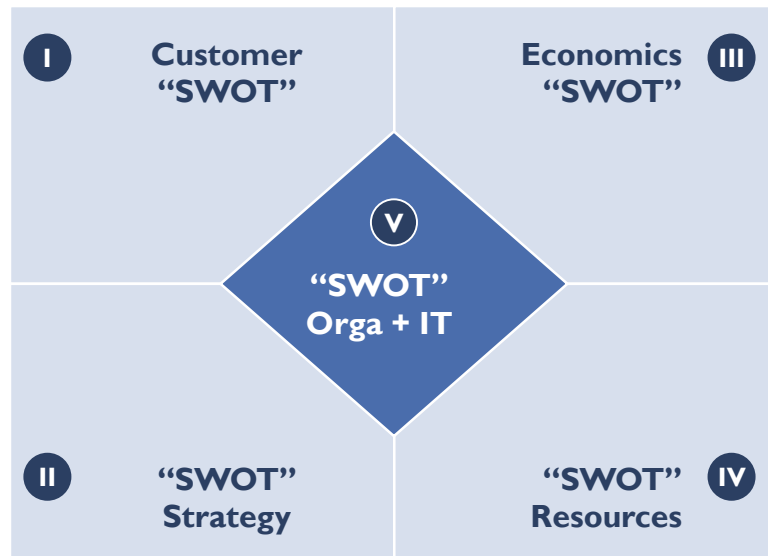 I
Customer
“SWOT”
III
Economics
“SWOT”
V
“SWOT”
Orga + IT
II
“SWOT”
Strategy
IV
“SWOT”
Resources